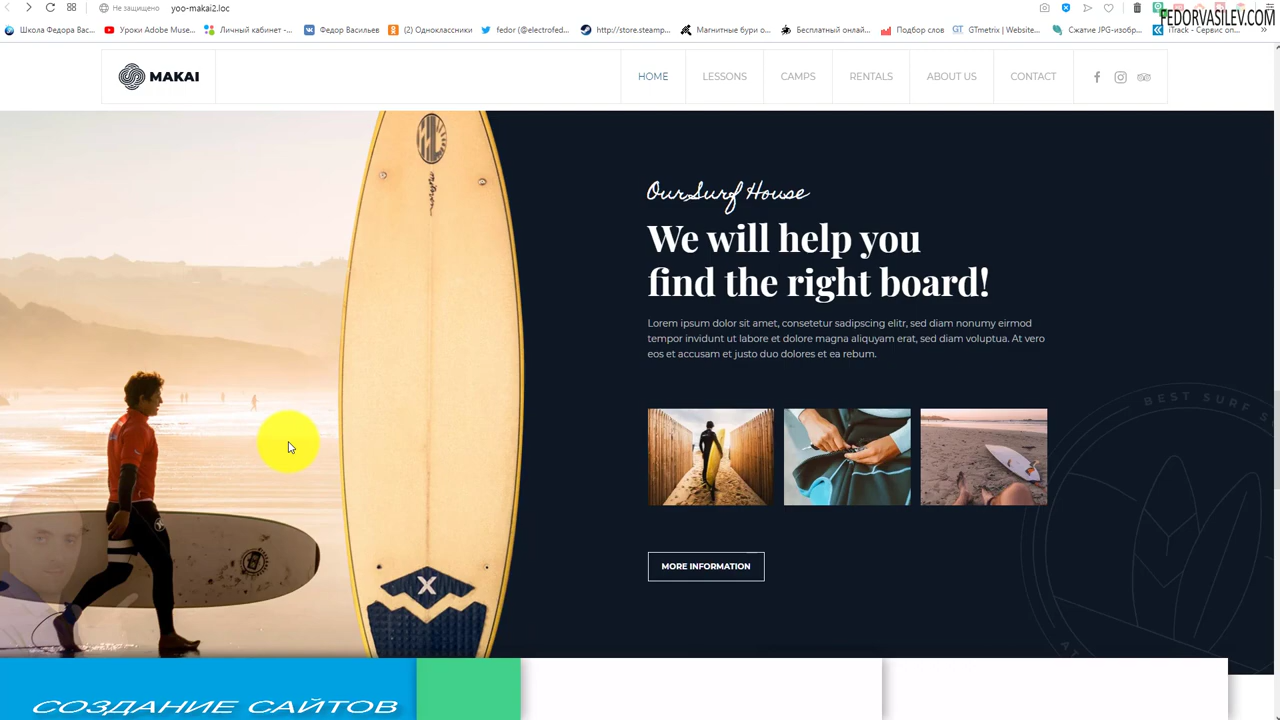 Не защищено yoo-makai2.loc
FEDORVASILEV.COM
Школа Федора Вас... Уроки Adobe Muse... Личный кабинет -... Федор Васильев (2) Одноклассники fedor (@electrofed... http://store.steamp... Магнитные бури о... Бесплатный онлай... Подбор слов GTmetrix | Website... Сжатие JPG-изобр... iTrack - Сервис оп...
MAKAI HOME LESSONS CAMPS RENTALS ABOUT US CONTACT
Our Surf House
We will help you
find the right board!
Lorem ipsum dolor sit amet, consetetur sadipscing elitr, sed diam nonumy eirmod
tempor invidunt ut labore et dolore magna aliquyam erat, sed diam voluptua. At vero
eos et accusam et justo duo dolores et ea rebum.
BEST SURF S
MORE INFORMATION
СОЗДАНИЕ САЙТОВ